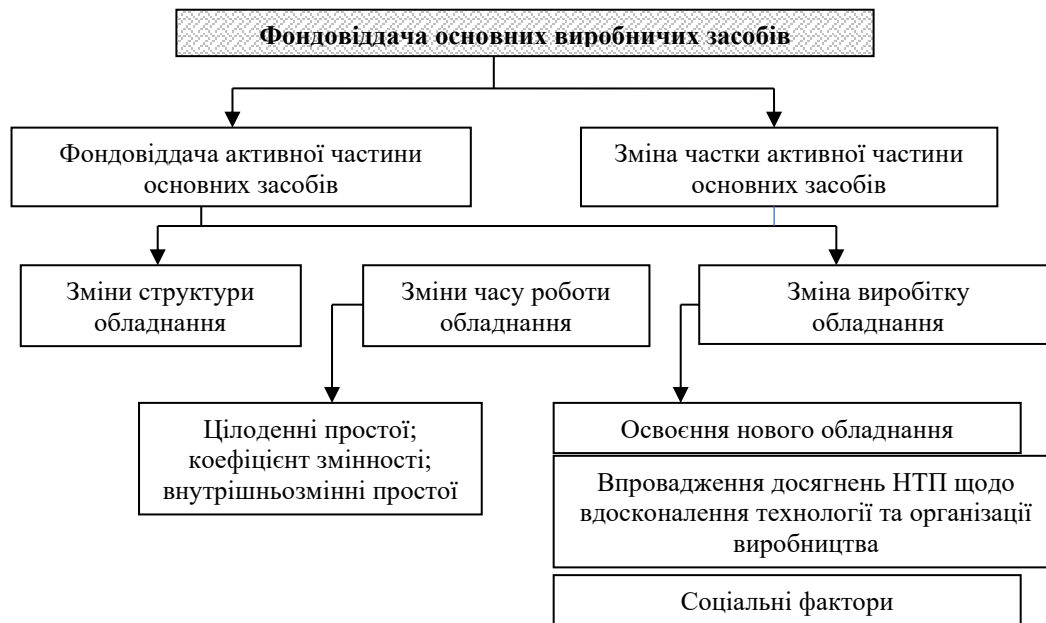 Фондовіддача основних виробничих засобів
Фондовіддача активної частини
основних засобів
Зміна частки активної частини
основних засобів
Зміни структури
обладнання
Зміни часу роботи
обладнання
Зміна виробітку
обладнання
Цілоденні простої;
коефіцієнт змінності;
внутрішньозмінні простої
Освоєння нового обладнання
Впровадження досягнень НТП щодо
вдосконалення технології та організації
виробництва
Соціальні фактори